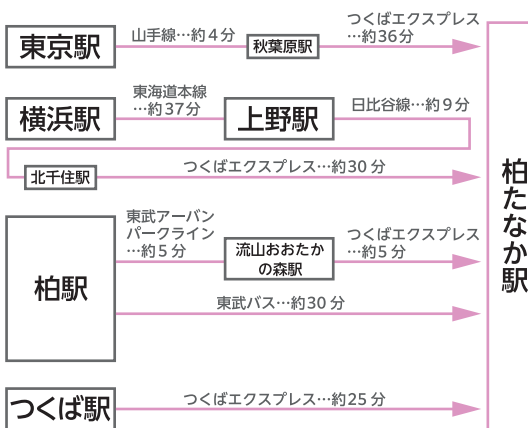 東京駅
山手線…約4分
秋葉原駅
つくばエクスプレス
…約36分
横浜駅
東海道本線
…約37分
上野駅
日比谷線…約9分
北千住駅
つくばエクスプレス…約30分
柏駅
東武アーバン
パークライン
…約5分
流山おおたか
の森駅
つくばエクスプレス
…約5分
東武バス…約30分
つくば駅
つくばエクスプレス…約25分
柏たなか駅